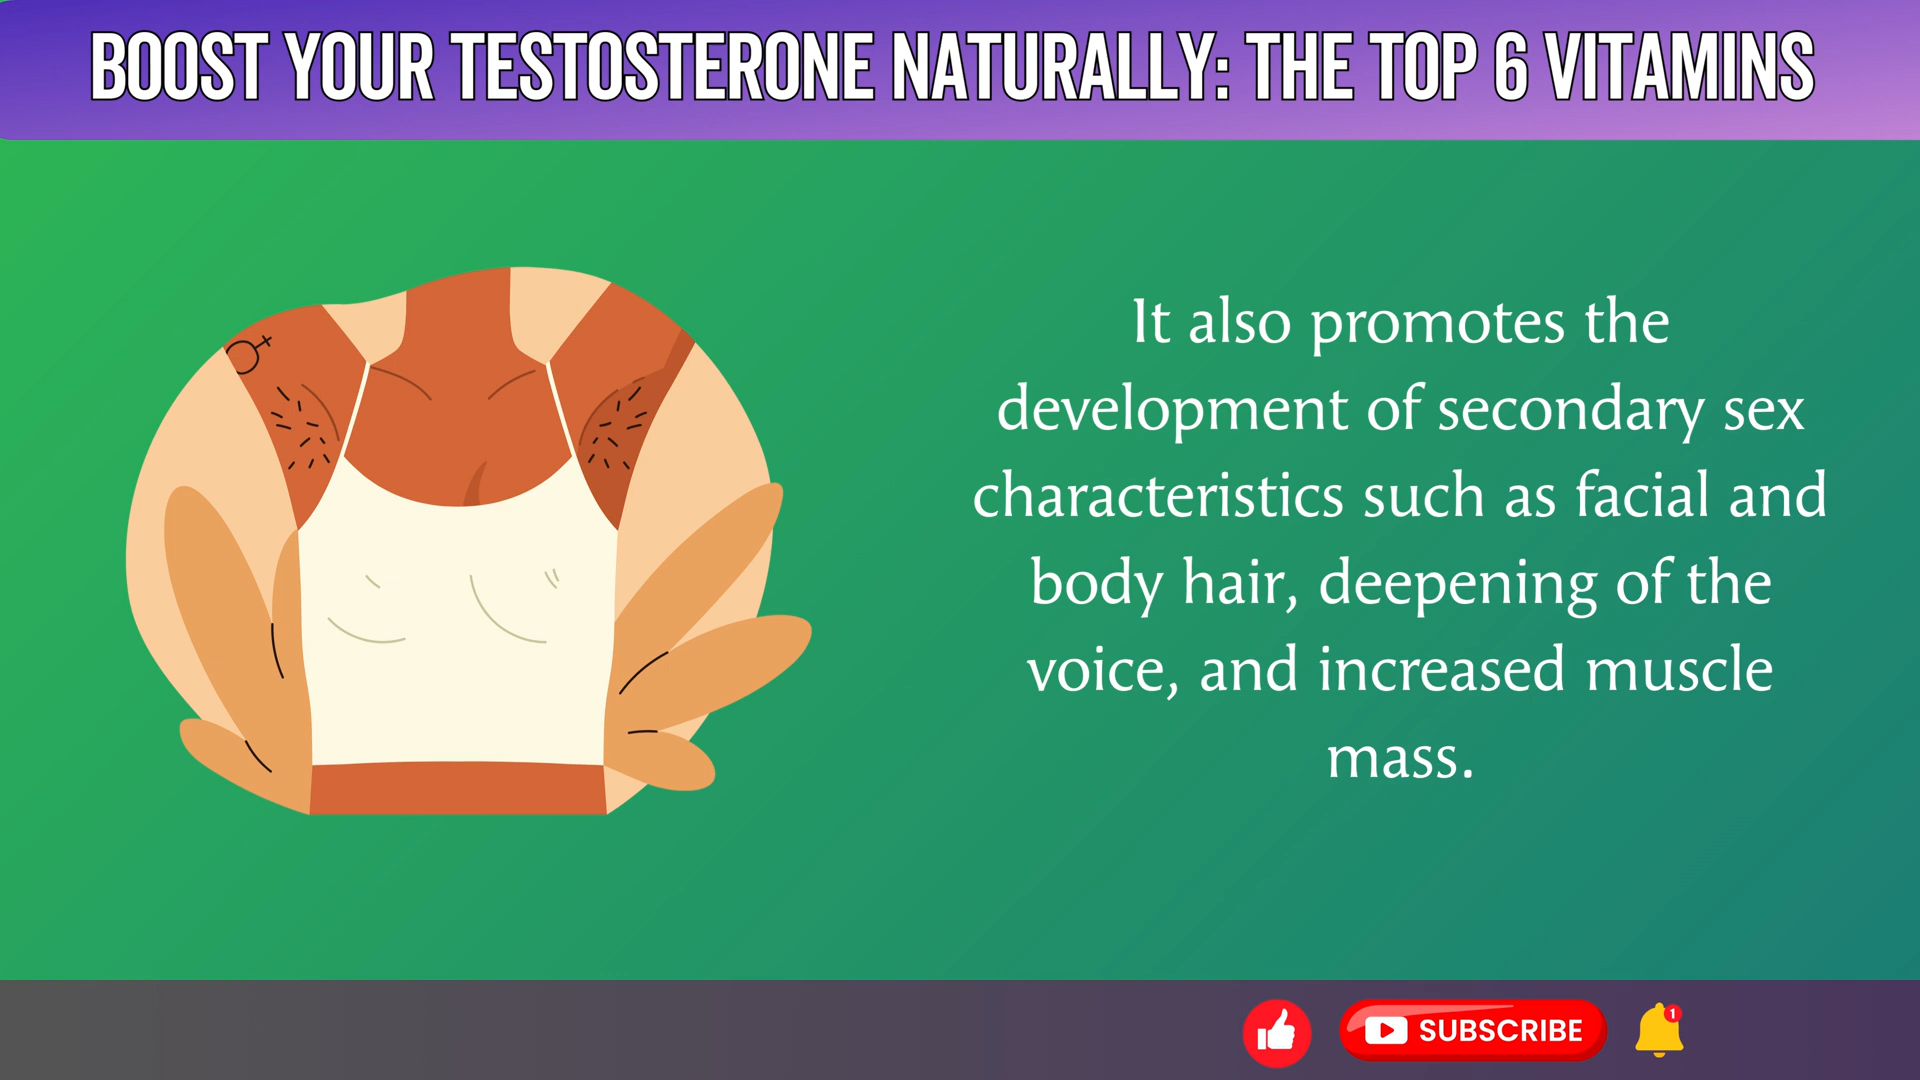 BOOST YOUR TESTOSTERONE NATURALLY: THE TOP 6 VITAMINS
It also promotes the
development of secondary sex
characteristics such as facial and
body hair, deepening of the
voice, and increased muscle
mass.
SUBSCRIBE
1